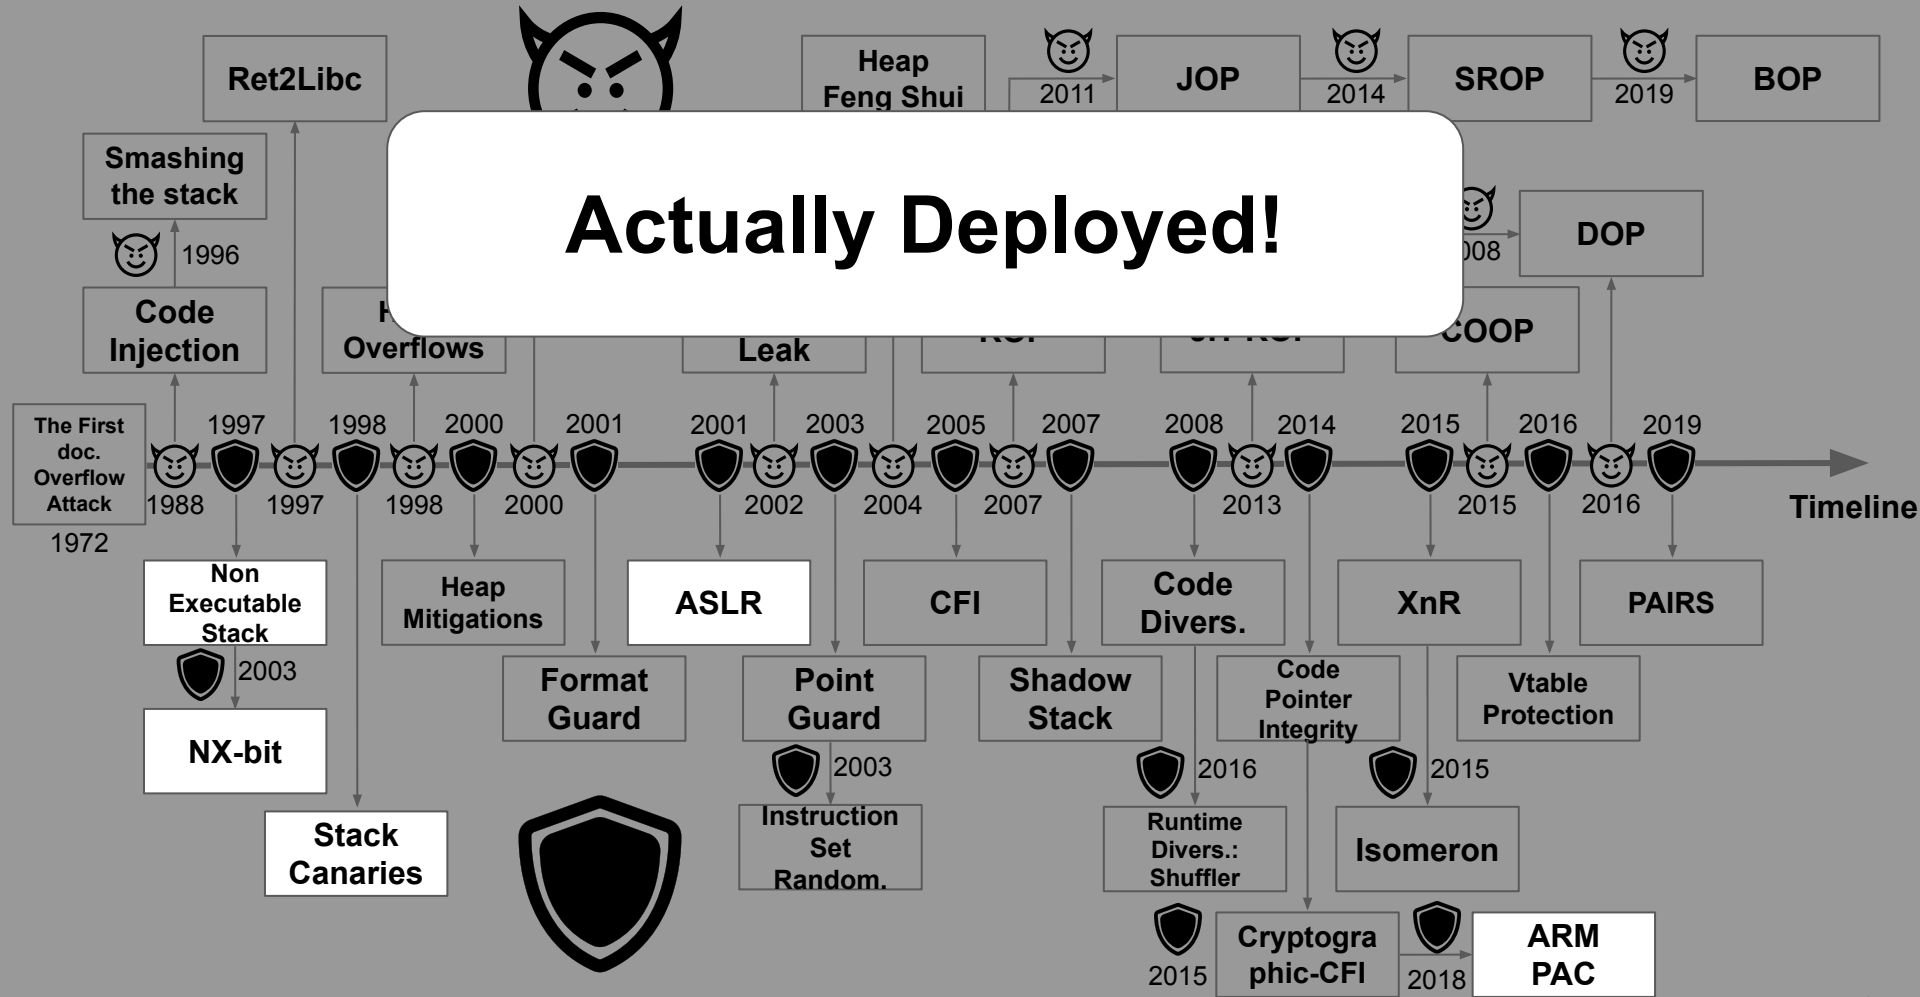 Ret2Libc
Heap
Feng Shui
2011
JOP
2014
SROP
2019
BOP
Smashing
the stack
1996
Actually Deployed!
DOP
Code
Injection
Overflows
Leak
COOP
The First
doc.
Overflow
Attack
1972
1997
1998
2000
2001
2001
2003
2005
2007
2008
2014
2015
2016
2019
1988
1997
1998
2000
2002
2004
2007
2013
2015
2016
Timeline
Non
Executable
Stack
Heap
Mitigations
ASLR
CFI
Code
Divers.
XnR
PAIRS
2003
Format
Guard
Point
Guard
Shadow
Stack
Code
Pointer
Integrity
Vtable
Protection
NX-bit
2003
2016
2015
Stack
Canaries
Instruction
Set
Random.
Runtime
Divers.:
Shuffler
Isomeron
2015
Cryptogra
phic-CFI
2018
ARM
PAC